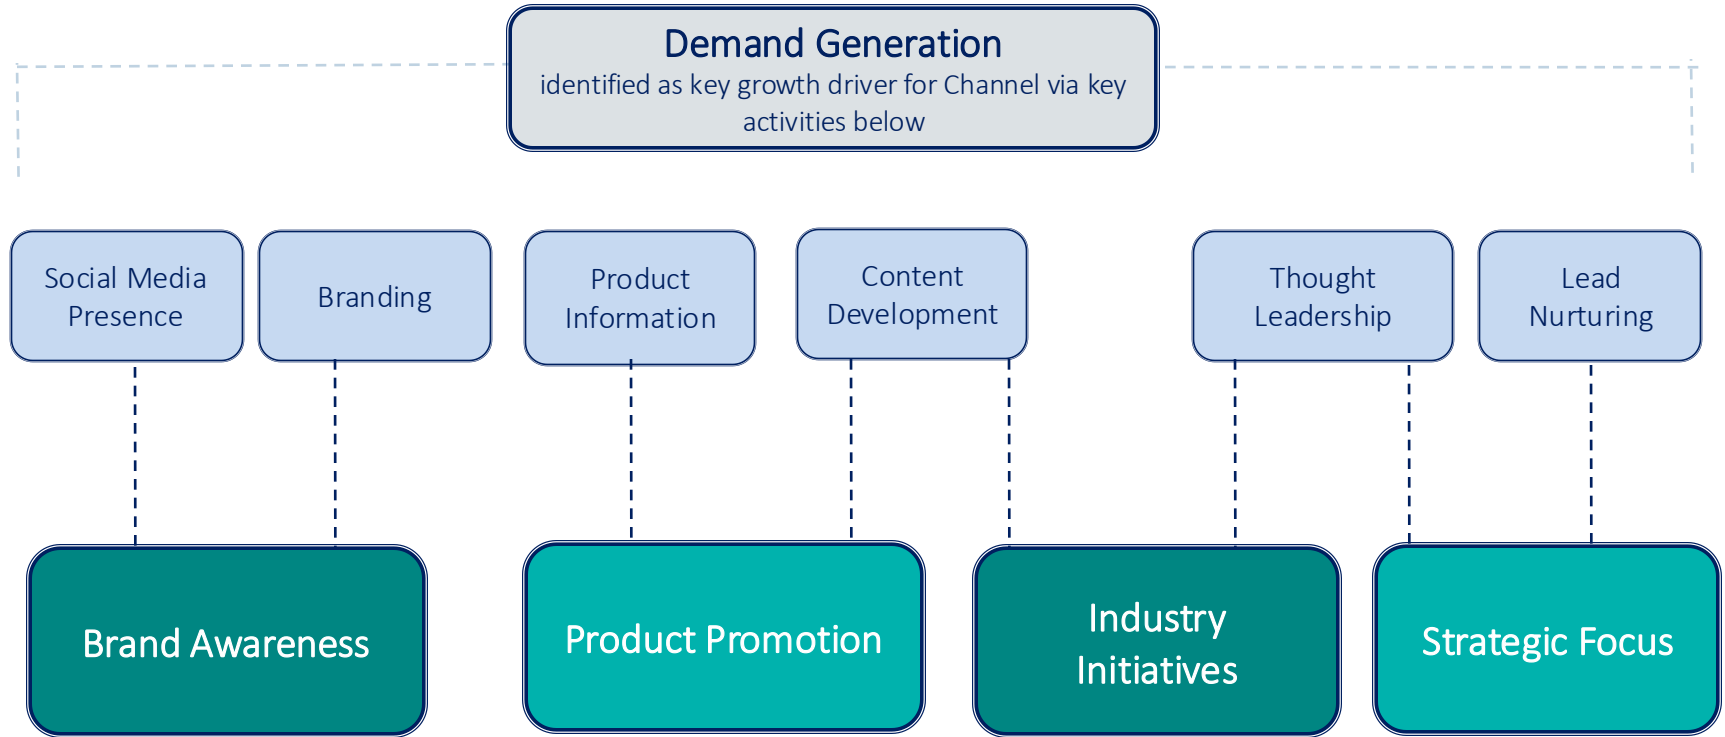 Demand Generation
identified as key growth driver for Channel via key
activities below
Social Media
Presence
Branding
Product
Information
Content
Development
Thought
Leadership
Lead
Nurturing
Brand Awareness
Product Promotion
Industry
Initiatives
Strategic Focus